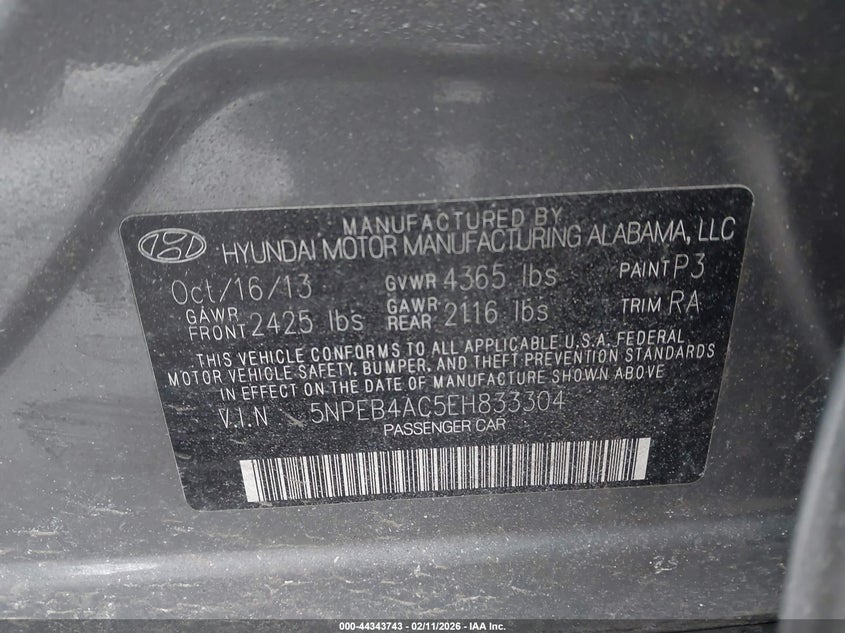 MANUFACTURED BY
HYUNDAI MOTOR MANUFACTURING ALABAMA, LLC
Oct/16/13 GVWR 4365 lbs PAINT P3
GAWR FRONT 2425 lbs GAWR REAR 2116 lbs TRIM RA
THIS VEHICLE CONFORMS TO ALL APPLICABLE U.S.A. FEDERAL
MOTOR VEHICLE SAFETY, BUMPER, AND THEFT PREVENTION STANDARDS
IN EFFECT ON THE DATE OF MANUFACTURE SHOWN ABOVE
V.I.N 5NPEB4AC5EH833304
PASSENGER CAR
000-44343743 - 02/11/2026 - IAA Inc.